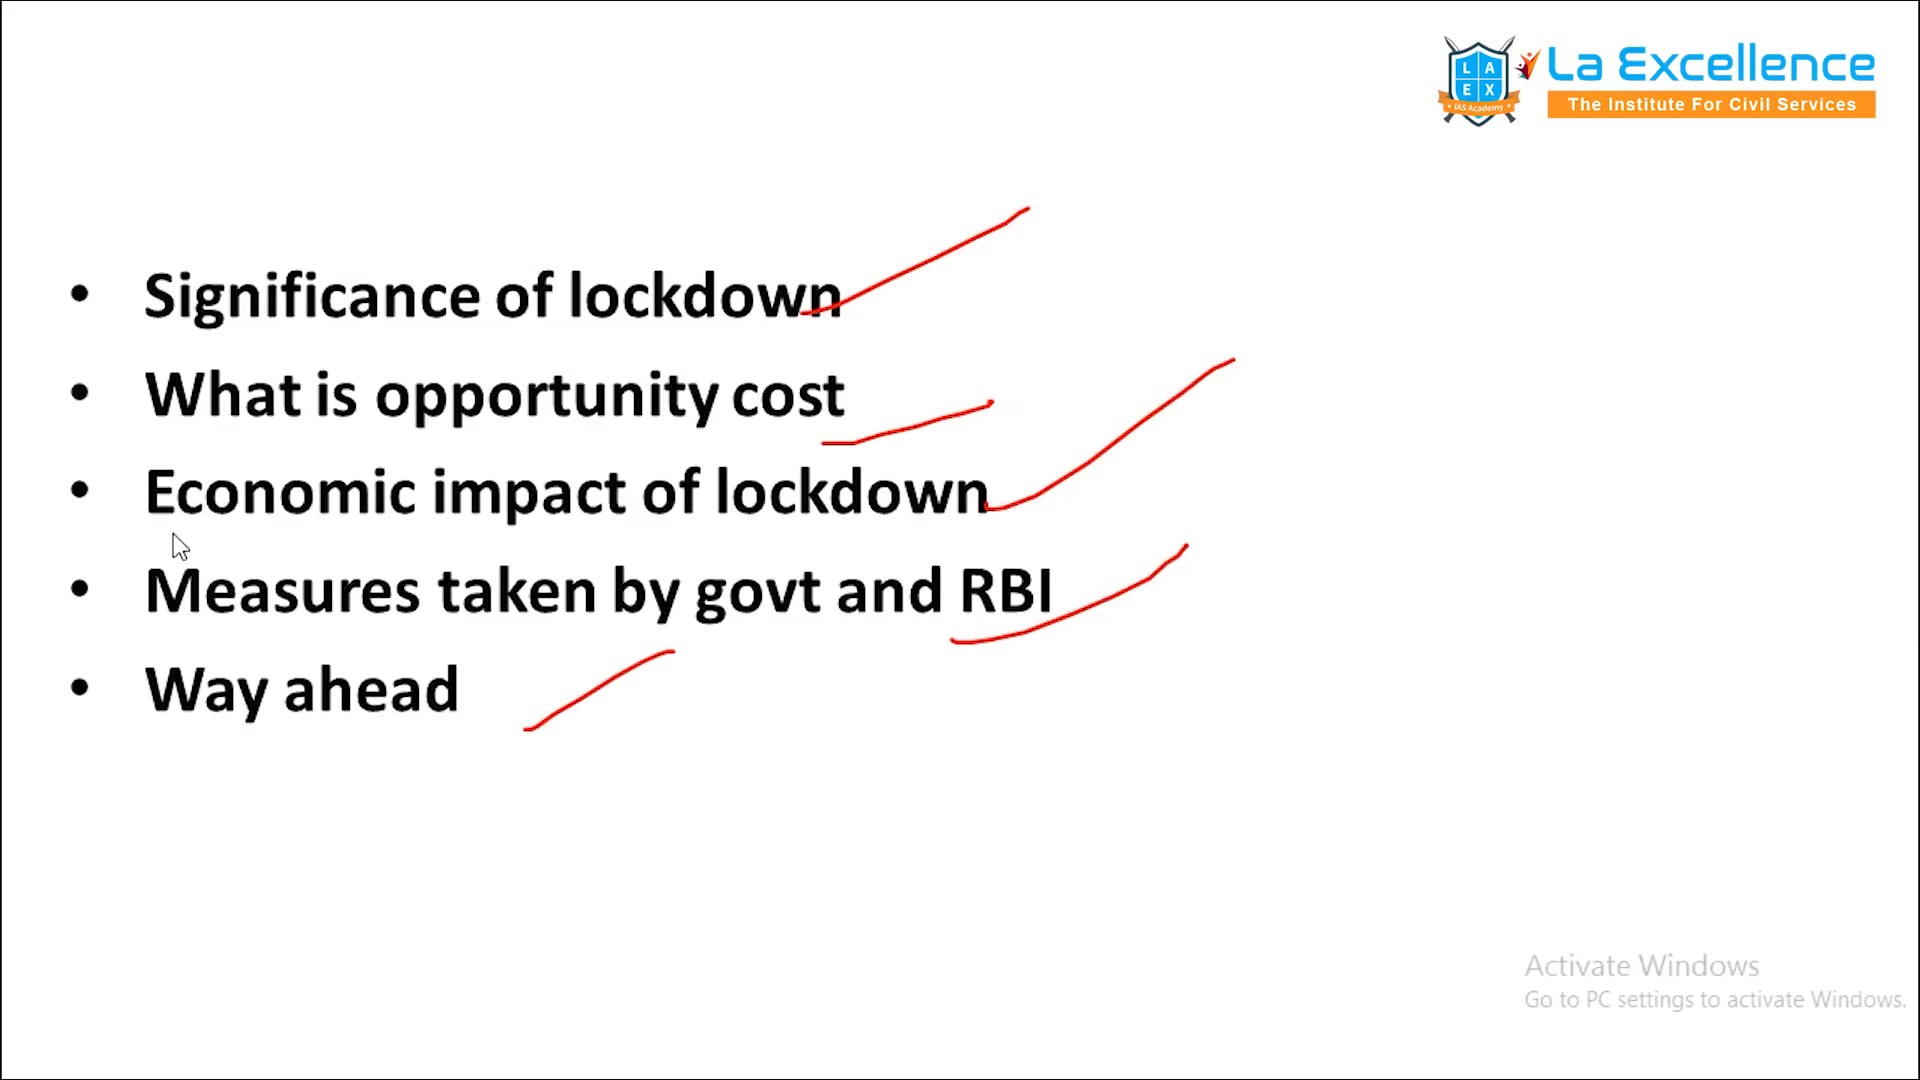 L A
E X
IAS Academy
La Excellence
The Institute For Civil Services
• Significance of lockdown
• What is opportunity cost
• Economic impact of lockdown
• Measures taken by govt and RBI
• Way ahead
Activate Windows
Go to PC settings to activate Windows.